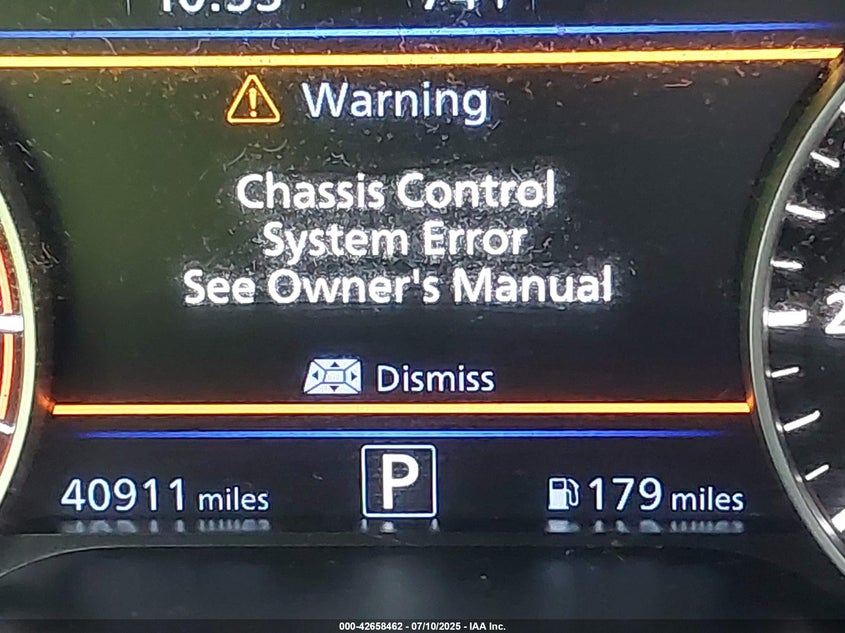 Warning
Chassis Control
System Error
See Owner's Manual
Dismiss
40911 miles P 179 miles
000-42658462 - 07/10/2025 - IAA Inc.